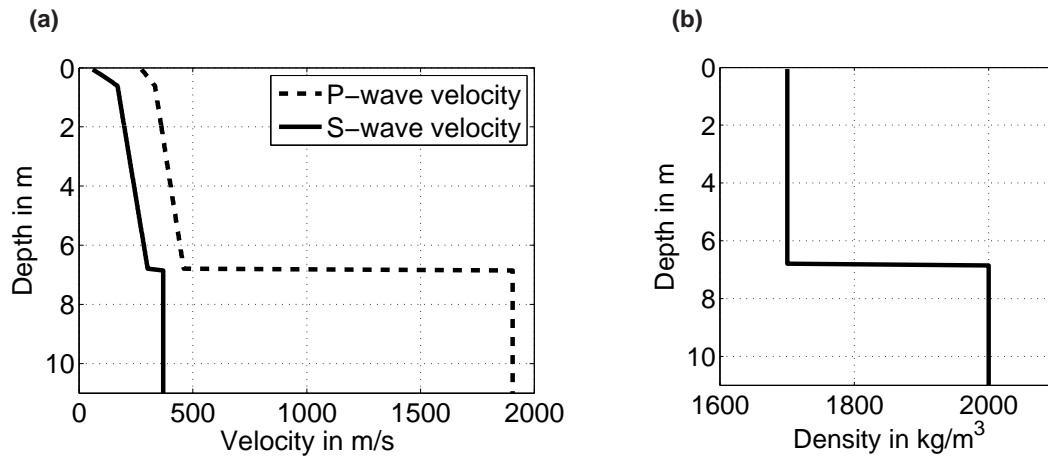 (a)
0
2
4
6
8
10
Depth in m
0 500 1000 1500 2000
Velocity in m/s
P−wave velocity
S−wave velocity
(b)
0
2
4
6
8
10
Depth in m
1600 1800 2000
Density in kg/m³